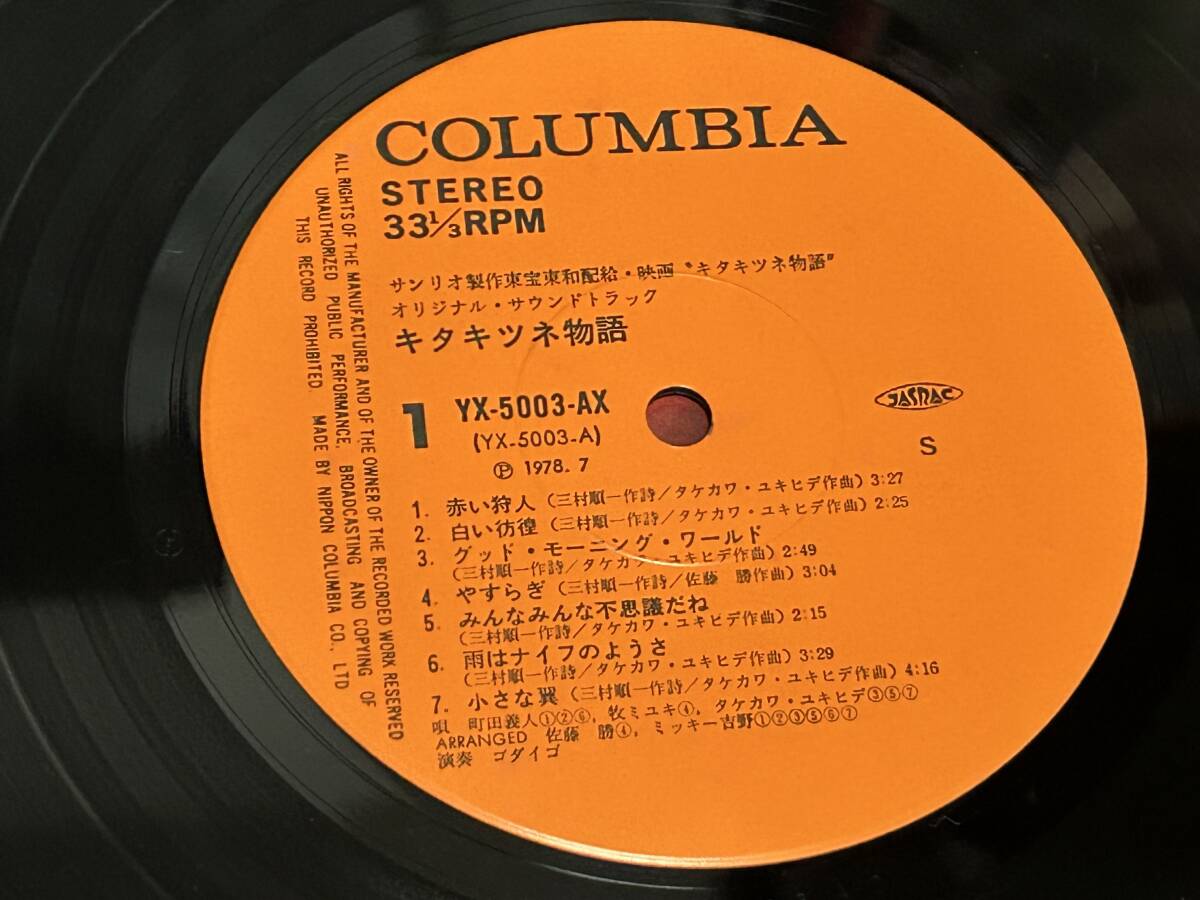 COLUMBIA
STEREO
33⅓RPM
サンリオ製作東宝東和配給・映画〝キタキツネ物語〟
オリジナル・サウンドトラック
キタキツネ物語
1
YX-5003-AX
(YX-5003-A)
Ⓟ 1978. 7
JASRAC
S
1. 赤い狩人 (三村順一作詩/タケカワ・ユキヒデ作曲) 3:27
2. 白い彷徨 (三村順一作詩/タケカワ・ユキヒデ作曲) 2:25
3. グッド・モーニング・ワールド
(三村順一作詩/タケカワ・ユキヒデ作曲) 2:49
4. やすらぎ (三村順一作詩/佐藤 勝作曲) 3:04
5. みんなみんな不思議だね
(三村順一作詩/タケカワ・ユキヒデ作曲) 2:15
6. 雨はナイフのようさ
(三村順一作詩/タケカワ・ユキヒデ作曲) 3:29
7. 小さな翼 (三村順一作詩/タケカワ・ユキヒデ作曲) 4:16
唄 町田義人①②⑥, 牧ミユキ④, タケカワ・ユキヒデ③⑤⑦
ARRANGED 佐藤 勝④, ミッキー吉野①②③⑤⑥⑦
演奏 ゴダイゴ
ALL RIGHTS OF THE MANUFACTURER AND OF THE OWNER OF THE RECORDED WORK RESERVED
UNAUTHORIZED PUBLIC PERFORMANCE, BROADCASTING AND COPYING OF
THIS RECORD PROHIBITED. MADE BY NIPPON COLUMBIA CO., LTD